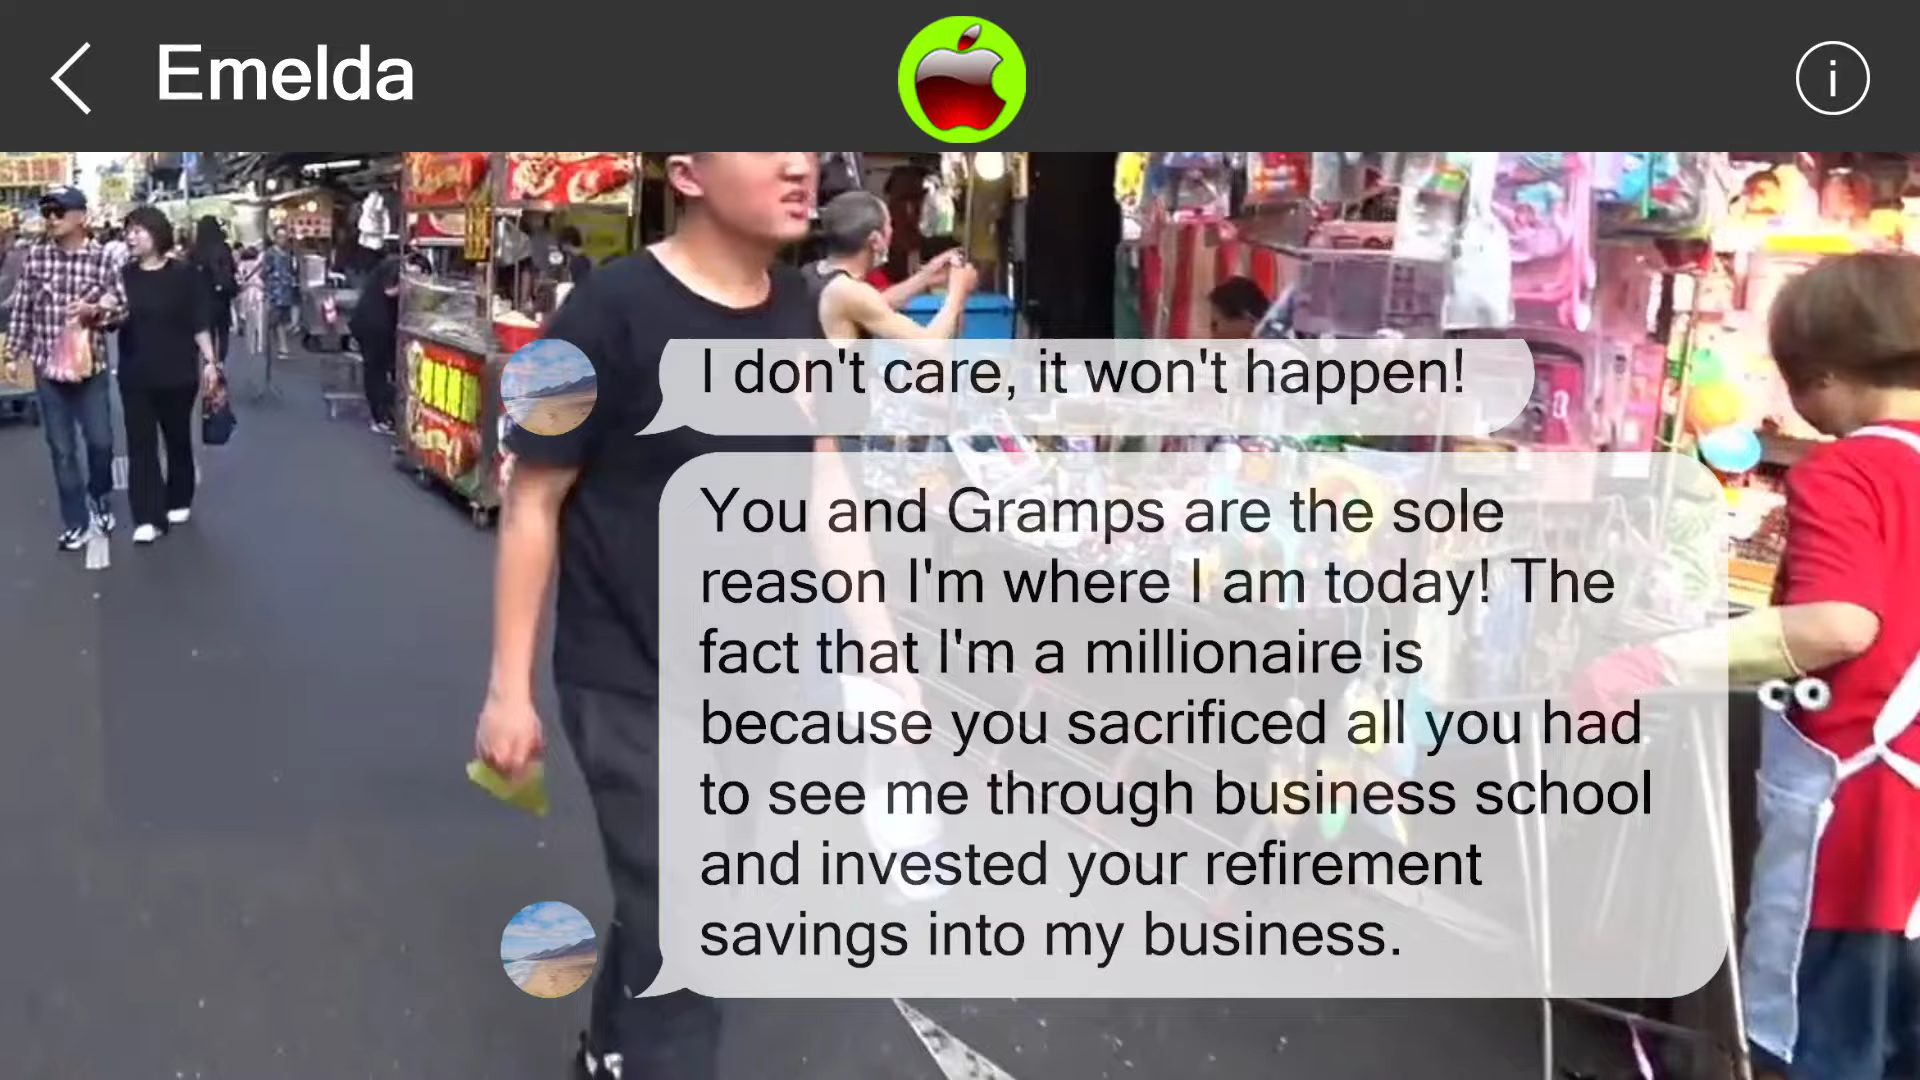 Emelda
I don't care, it won't happen!
You and Gramps are the sole
reason I'm where I am today! The
fact that I'm a millionaire is
because you sacrificed all you had
to see me through business school
and invested your refirement
savings into my business.